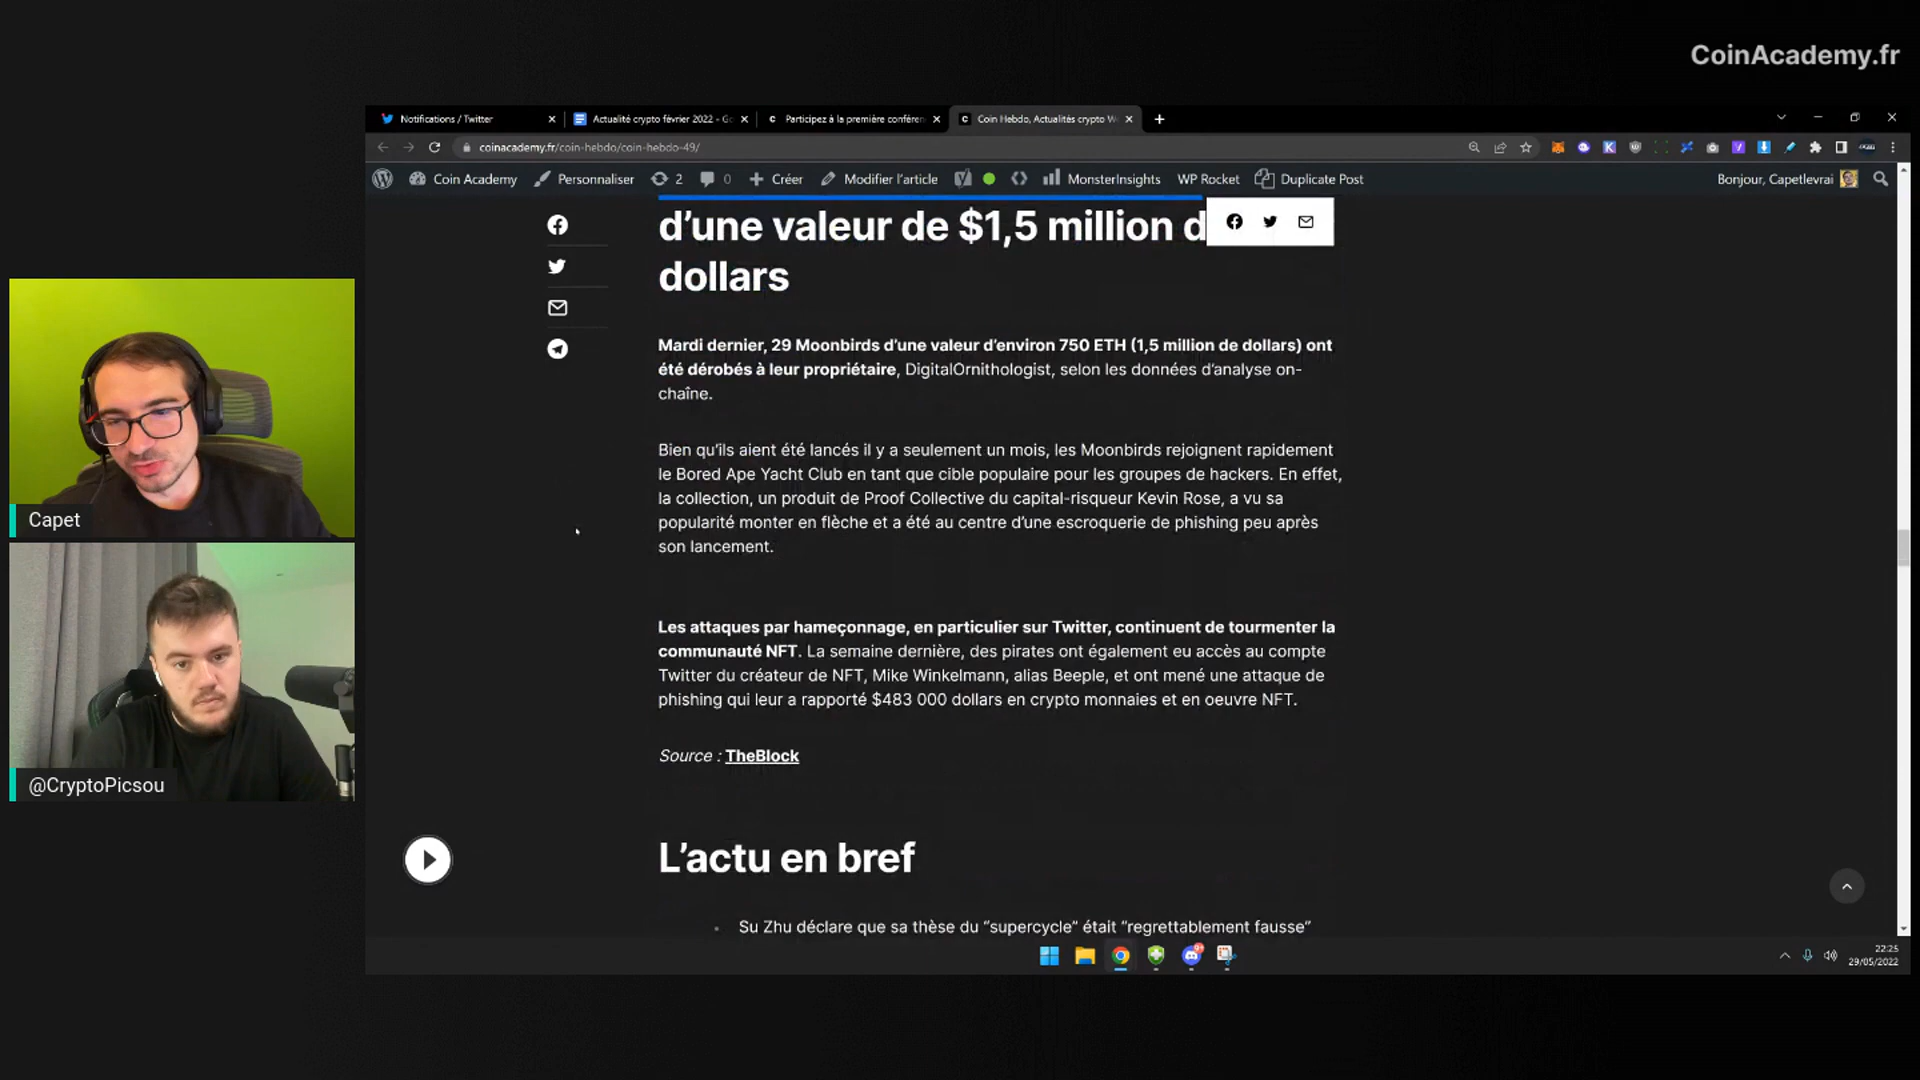 CoinAcademy.fr
Notifications / Twitter
Actualité crypto février 2022 - Go
Participez à la première conféren
Coin Hebdo, Actualités crypto W
coinacademy.fr/coin-hebdo/coin-hebdo-49/
Coin Academy
Personnaliser
2
0
Créer
Modifier l'article
MonsterInsights
WP Rocket
Duplicate Post
Bonjour, Capetlevrai
d'une valeur de $1,5 million d
dollars
Mardi dernier, 29 Moonbirds d'une valeur d'environ 750 ETH (1,5 million de dollars) ont
été dérobés à leur propriétaire, DigitalOrnithologist, selon les données d'analyse on-
chaîne.
Bien qu'ils aient été lancés il y a seulement un mois, les Moonbirds rejoignent rapidement
le Bored Ape Yacht Club en tant que cible populaire pour les groupes de hackers. En effet,
la collection, un produit de Proof Collective du capital-risqueur Kevin Rose, a vu sa
popularité monter en flèche et a été au centre d'une escroquerie de phishing peu après
son lancement.
Les attaques par hameçonnage, en particulier sur Twitter, continuent de tourmenter la
communauté NFT. La semaine dernière, des pirates ont également eu accès au compte
Twitter du créateur de NFT, Mike Winkelmann, alias Beeple, et ont mené une attaque de
phishing qui leur a rapporté $483 000 dollars en crypto monnaies et en oeuvre NFT.
Source : TheBlock
L'actu en bref
Su Zhu déclare que sa thèse du "supercycle" était "regrettablement fausse"
Capet
@CryptoPicsou
22:25
29/05/2022